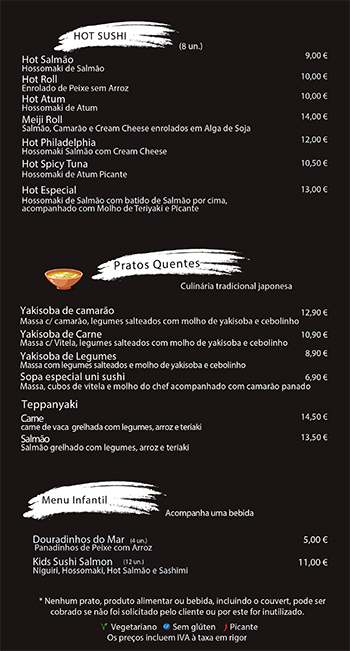 HOT SUSHI
(8 un.)
Hot Salmão 9,00 €
Hossomaki de Salmão
Hot Roll 10,00 €
Enrolado de Peixe sem Arroz
Hot Atum 10,00 €
Hossomaki de Atum
Meiji Roll 14,00 €
Salmão, Camarão e Cream Cheese enrolados em Alga de Soja
Hot Philadelphia 12,00 €
Hossomaki Salmão com Cream Cheese
Hot Spicy Tuna 10,50 €
Hossomaki de Atum Picante
Hot Especial 13,00 €
Hossomaki de Salmão com batido de Salmão por cima,
acompanhado com Molho de Teriyaki e Picante
Pratos Quentes
Culinária tradicional japonesa
Yakisoba de camarão 12,90 €
Massa c/ camarão, legumes salteados com molho de yakisoba e cebolinho
Yakisoba de Carne 10,90 €
Massa c/ Vitela, legumes salteados com molho de yakisoba e cebolinho
Yakisoba de Legumes 8,90 €
Massa com legumes salteados e molho de yakisoba e cebolinho
Sopa especial uni sushi 6,90 €
Massa, cubos de vitela e molho do chef acompanhado com camarão panado
Teppanyaki
Carne 14,50 €
carne de vaca grelhada com legumes, arroz e teriaki
Salmão 13,50 €
Salmão grelhado com legumes, arroz e teriaki
Menu Infantil
Acompanha uma bebida
Douradinhos do Mar (4 un.) 5,00 €
Panadinhos de Peixe com Arroz
Kids Sushi Salmon (12 un.) 11,00 €
Niguiri, Hossomaki, Hot Salmão e Sashimi
* Nenhum prato, produto alimentar ou bebida, incluindo o couvert, pode ser
cobrado se não foi solicitado pelo cliente ou por este for inutilizado.
Vegetariano Sem glúten Picante
Os preços incluem IVA à taxa em rigor